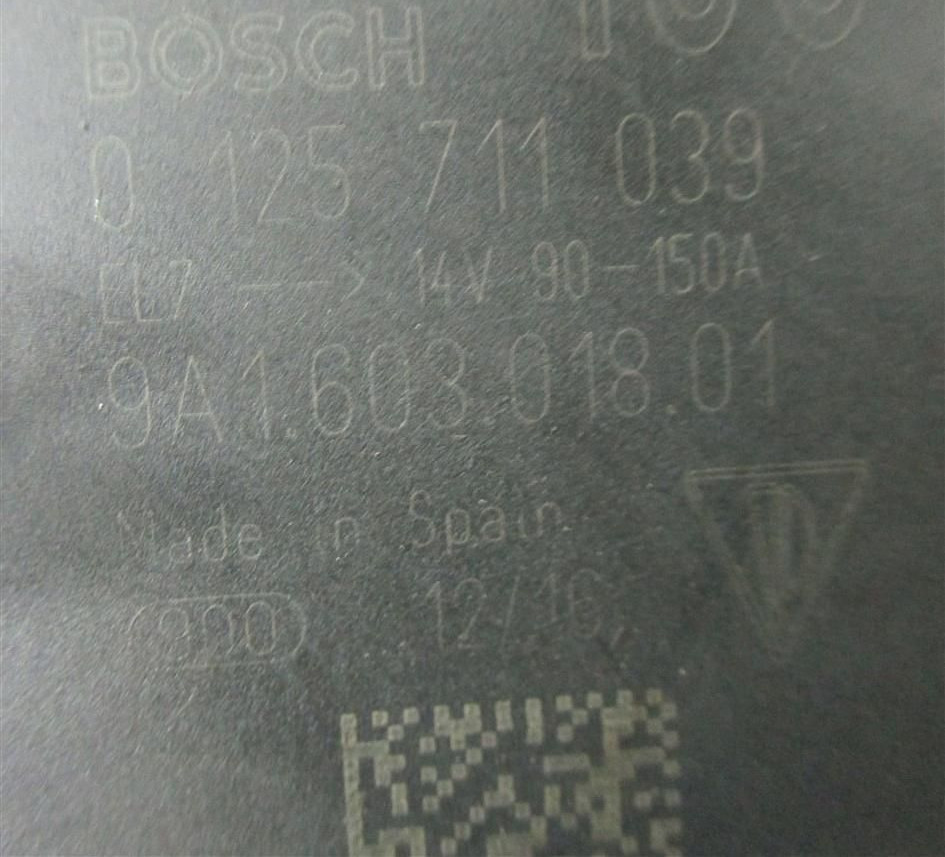 BOSCH
0 125 711 039
EL7 --> 14V 90-150A
9A1.603.018.01
Made in Spain
12/16